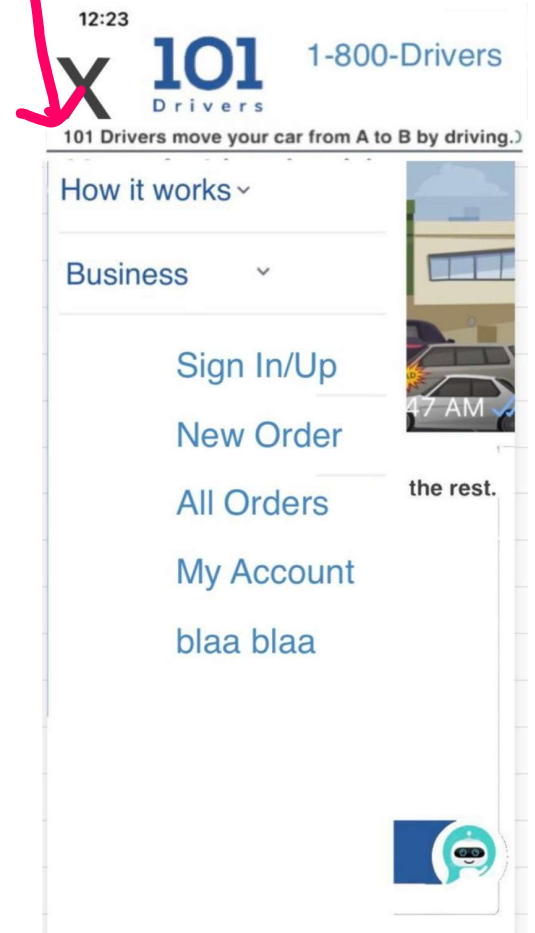 12:23
X
101
Drivers
1-800-Drivers
101 Drivers move your car from A to B by driving.
How it works
Business
Sign In/Up
47 AM
New Order
All Orders
the rest.
My Account
blaa blaa